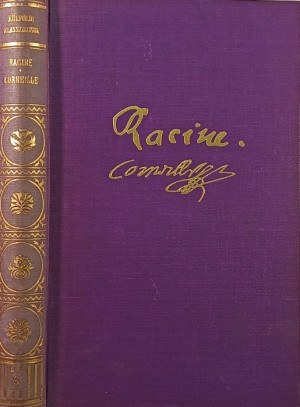 KÜLFÖLDI
KLASSZIKUSOK
RACINE
CORNEILLE
Racine.
Corneille